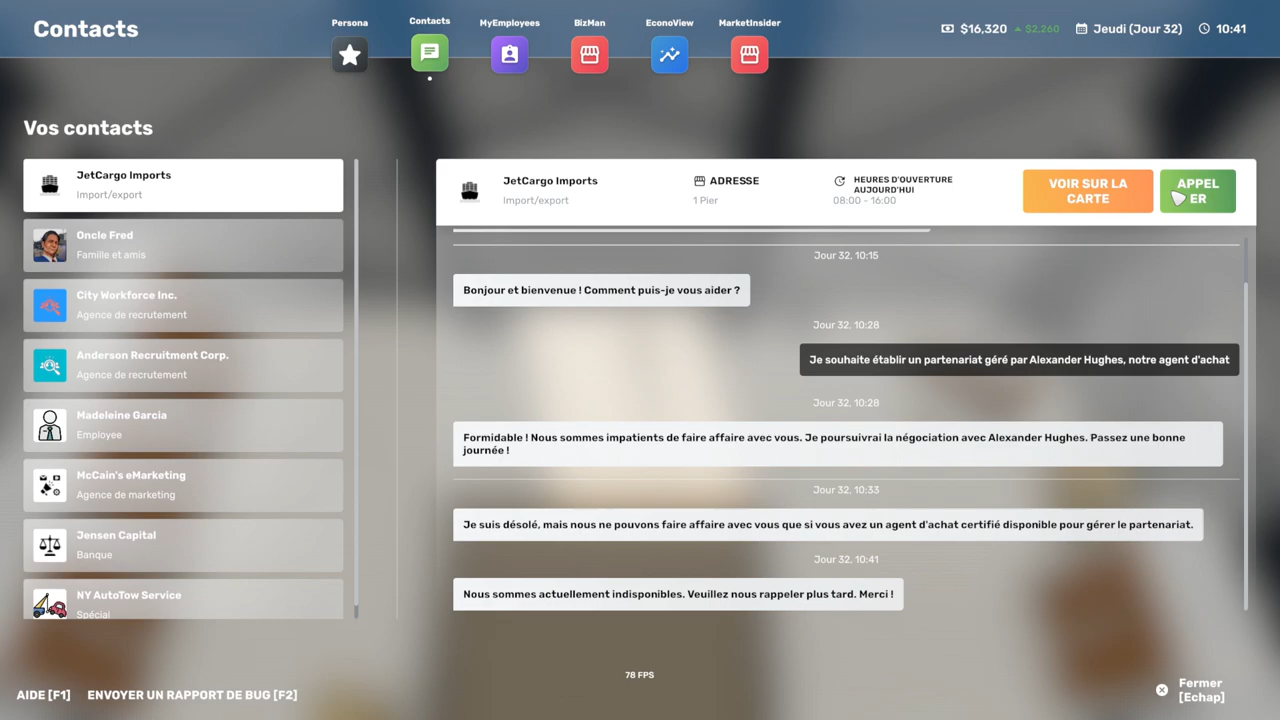 Contacts
Persona
Contacts
MyEmployees
BizMan
EconoView
MarketInsider
$16,320
$2.260
Jeudi (Jour 32)
10:41
Vos contacts
JetCargo Imports
Import/export
Oncle Fred
Famille et amis
City Workforce Inc.
Agence de recrutement
Anderson Recruitment Corp.
Agence de recrutement
Madeleine Garcia
Employee
McCain's eMarketing
Agence de marketing
Jensen Capital
Banque
NY AutoTow Service
Spécial
JetCargo Imports
Import/export
ADRESSE
1 Pier
HEURES D'OUVERTURE
AUJOURD'HUI
08:00 - 16:00
VOIR SUR LA
CARTE
APPEL
ER
Jour 32, 10:15
Bonjour et bienvenue ! Comment puis-je vous aider ?
Jour 32, 10:28
Je souhaite établir un partenariat géré par Alexander Hughes, notre agent d'achat
Jour 32, 10:28
Formidable ! Nous sommes impatients de faire affaire avec vous. Je poursuivrai la négociation avec Alexander Hughes. Passez une bonne
journée !
Jour 32, 10:33
Je suis désolé, mais nous ne pouvons faire affaire avec vous que si vous avez un agent d'achat certifié disponible pour gérer le partenariat.
Jour 32, 10:41
Nous sommes actuellement indisponibles. Veuillez nous rappeler plus tard. Merci !
AIDE [F1]
ENVOYER UN RAPPORT DE BUG [F2]
78 FPS
Fermer
[Echap]